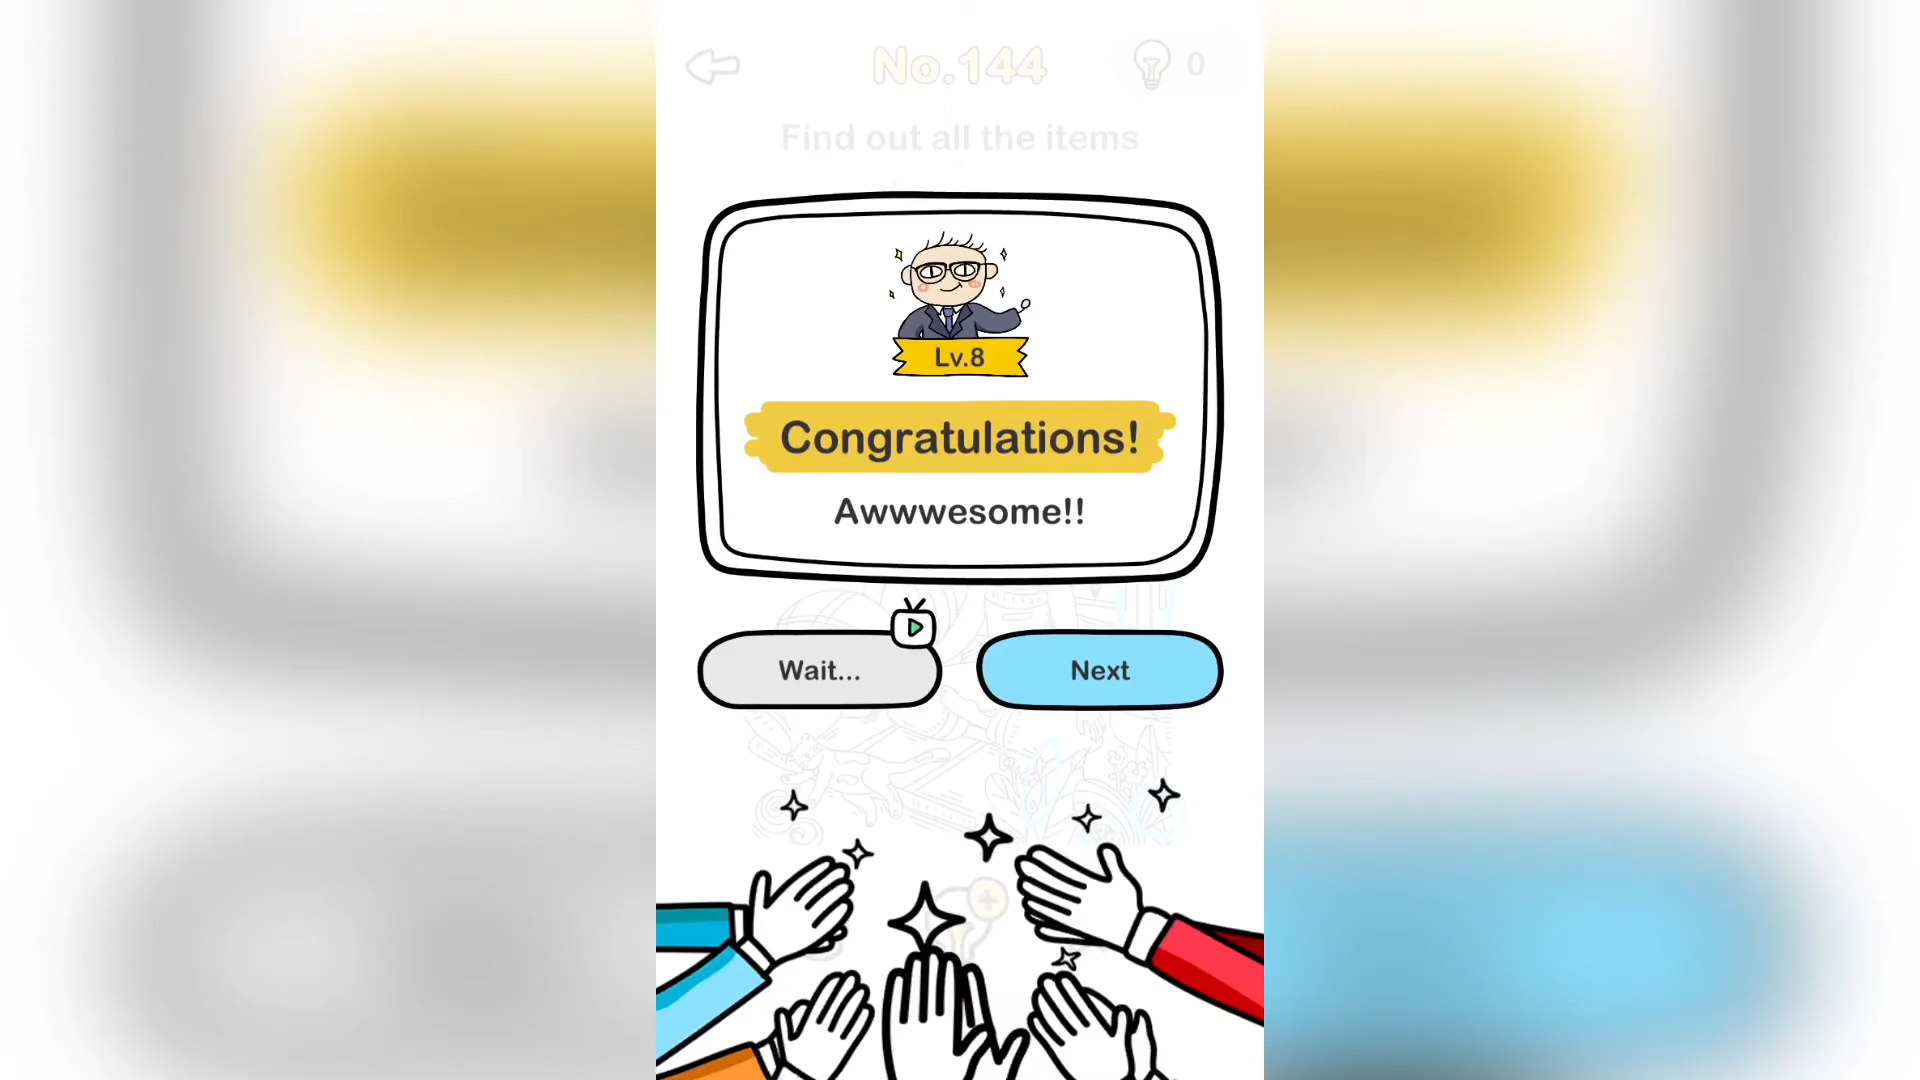 No.144
0
Find out all the items
Lv.8
Congratulations!
Awwwesome!!
Wait...
Next